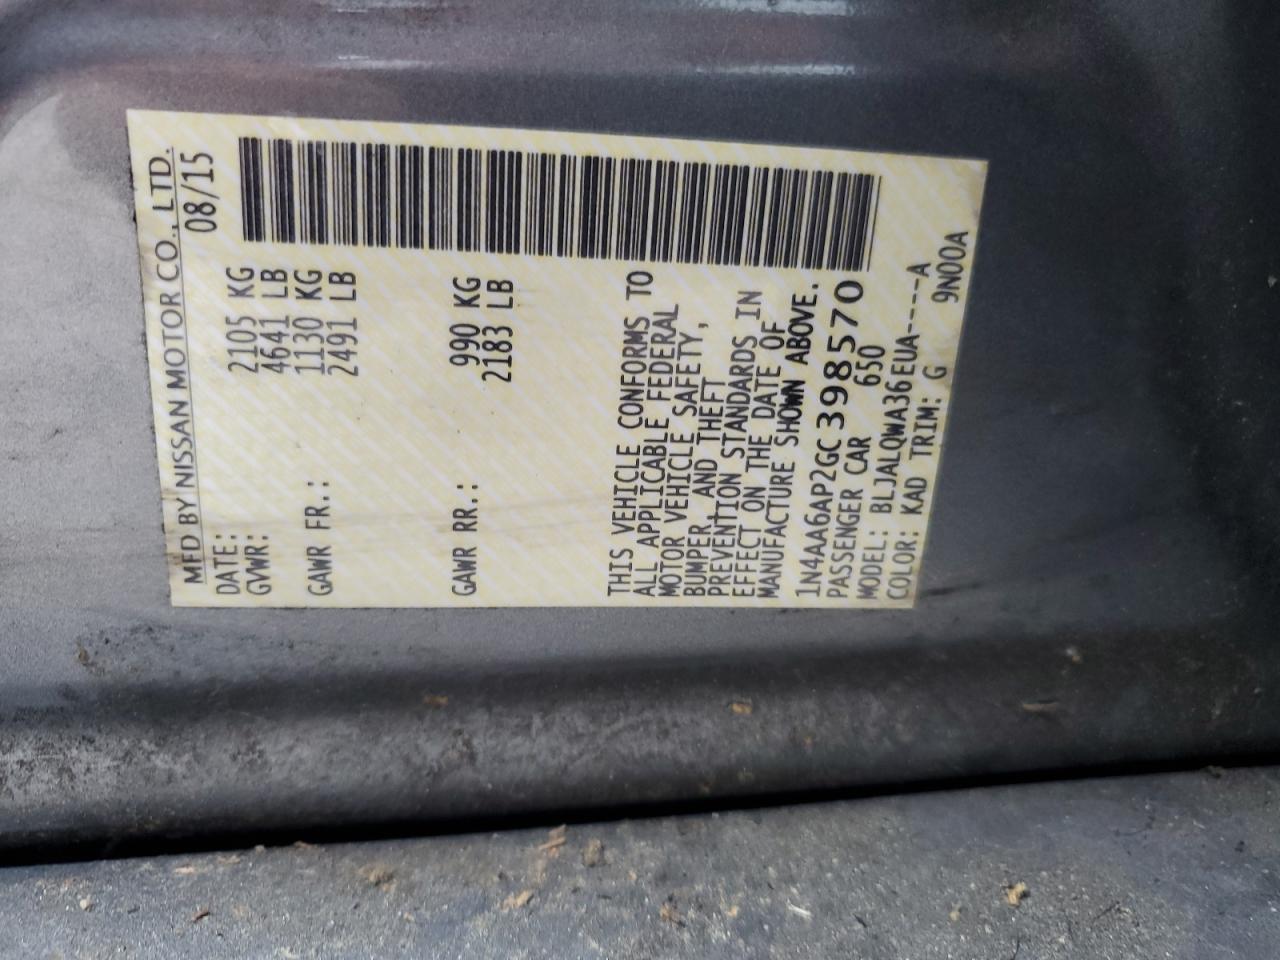 MFD BY NISSAN MOTOR CO., LTD.
DATE: 08/15
GVWR: 2105 KG
4641 LB
GAWR FR.: 1130 KG
2491 LB
GAWR RR.: 990 KG
2183 LB
THIS VEHICLE CONFORMS TO
ALL APPLICABLE FEDERAL
MOTOR VEHICLE SAFETY,
BUMPER, AND THEFT
PREVENTION STANDARDS IN
EFFECT ON THE DATE OF
MANUFACTURE SHOWN ABOVE.
1N4AA6AP2GC398570
PASSENGER CAR 650
MODEL: BLJALQWA36EUA-----A
COLOR: KAD TRIM: G 9N00A